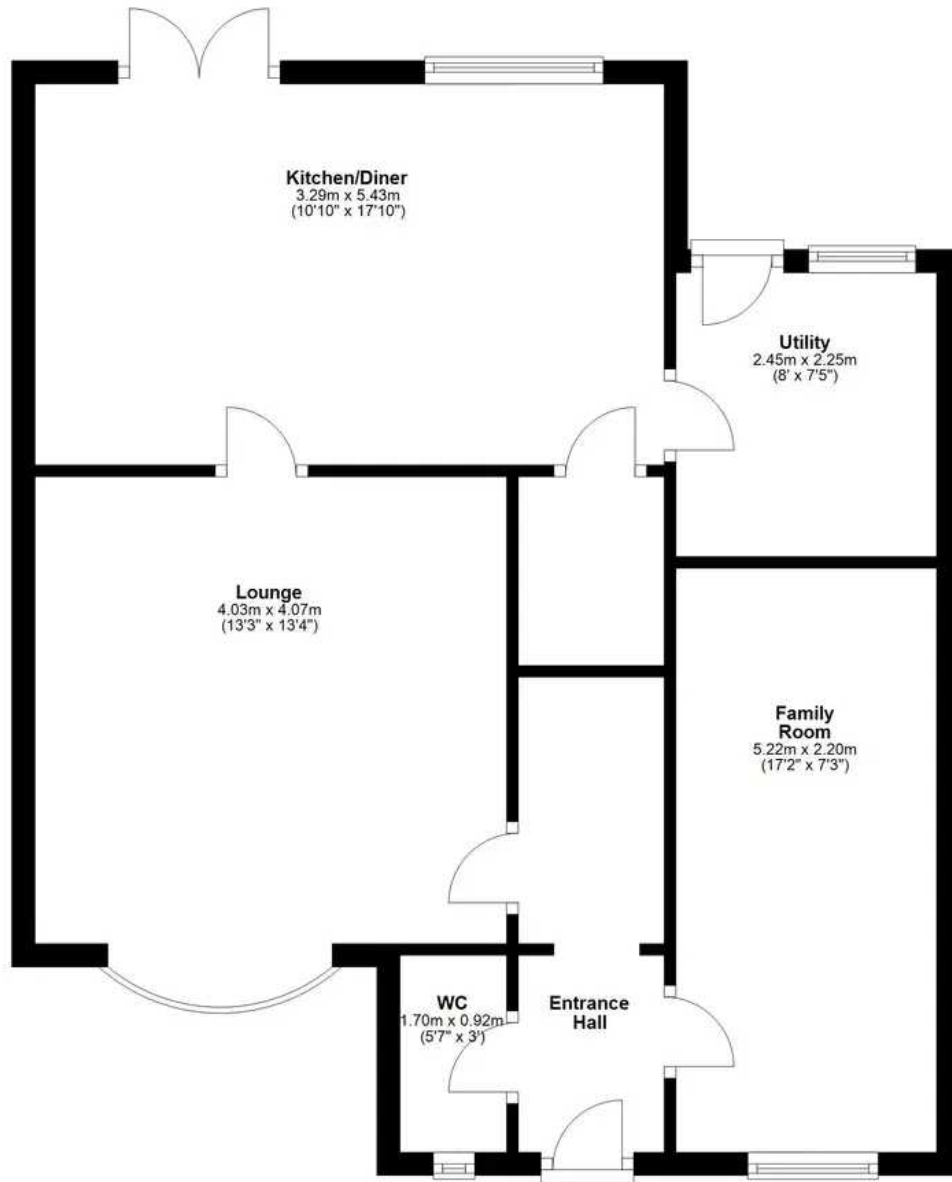 Kitchen/Diner
3.29m x 5.43m
(10'10" x 17'10")
Utility
2.45m x 2.25m
(8' x 7'5")
Lounge
4.03m x 4.07m
(13'3" x 13'4")
Family
Room
5.22m x 2.20m
(17'2" x 7'3")
WC
1.70m x 0.92m
(5'7" x 3')
Entrance
Hall